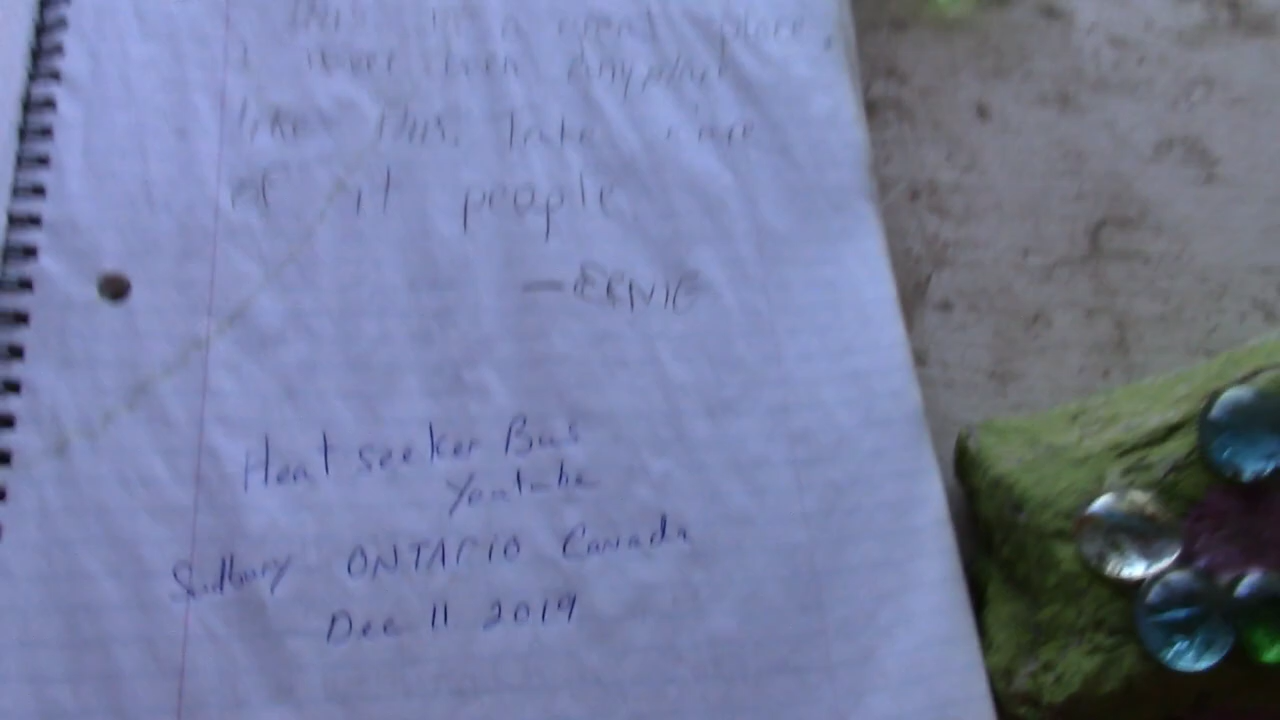 This is a great place,
I never been anyplace
like this. Take care
of it people
— ERNIE
Heat seeker Bus
Youtube
Sudbury ONTARIO Canada
Dec 11 2019